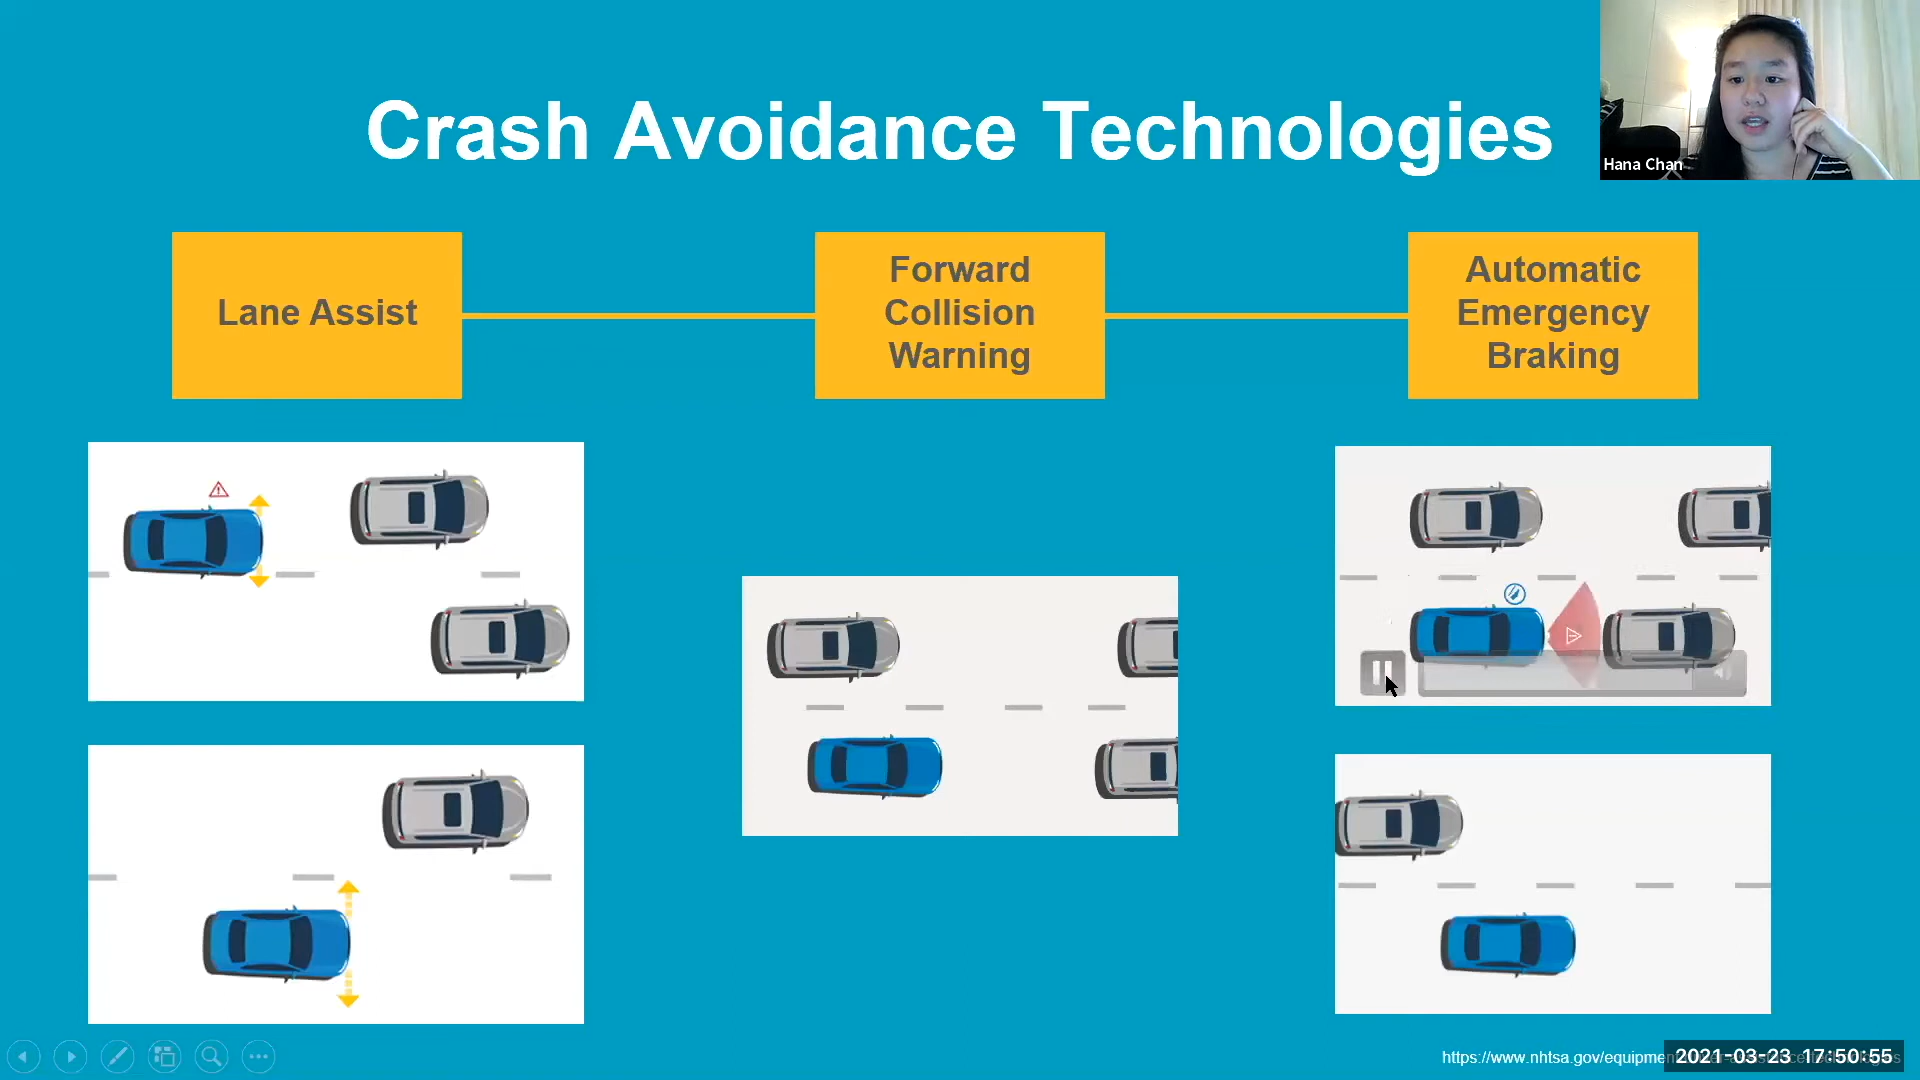 Crash Avoidance Technologies
Hana Chan
Lane Assist
Forward
Collision
Warning
Automatic
Emergency
Braking
https://www.nhtsa.gov/equipment
2021-03-23 17:50:55